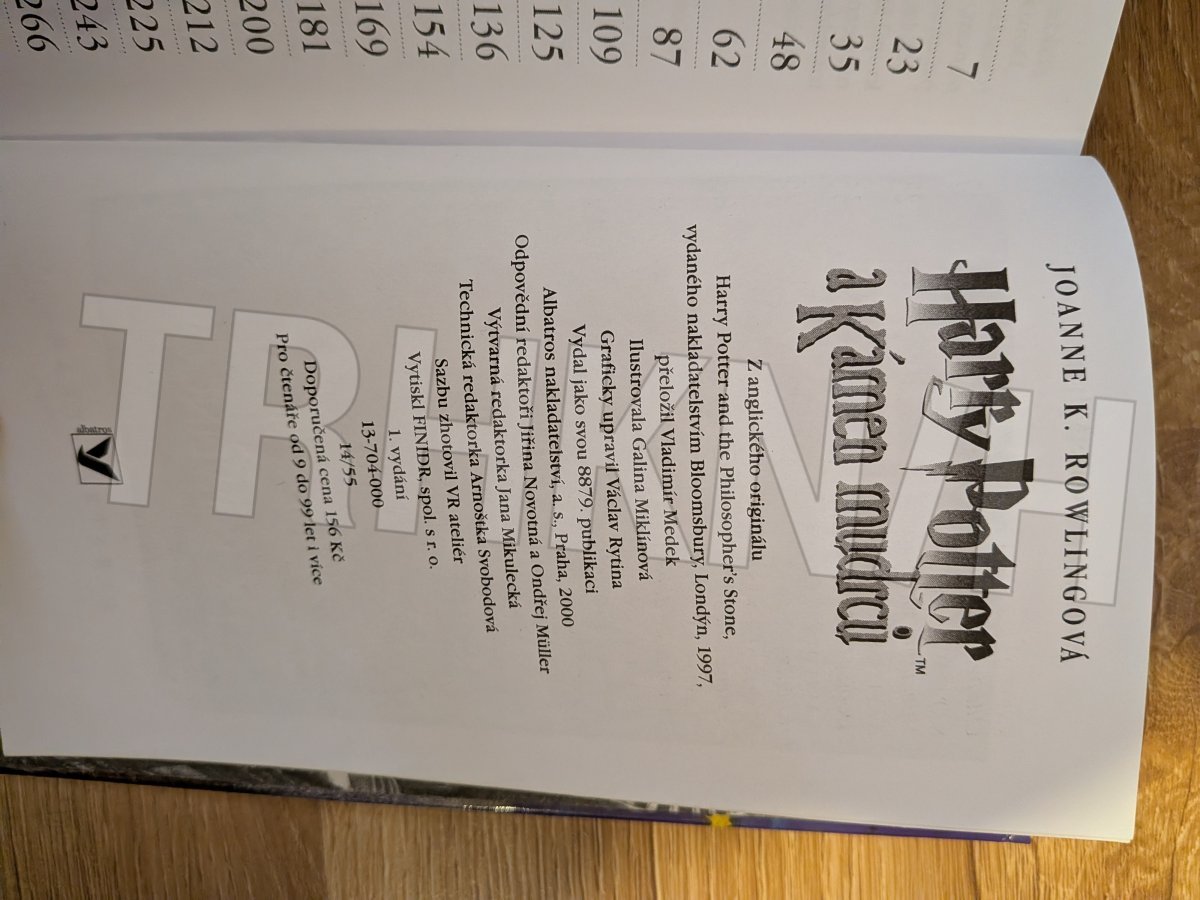 7
23
35
48
62
87
109
125
136
154
169
181
200
212
225
243
266
JOANNE K. ROWLINGOVÁ
Harry Potter™
a Kámen mudrců
Z anglického originálu
Harry Potter and the Philosopher's Stone,
vydaného nakladatelstvím Bloomsbury, Londýn, 1997,
přeložil Vladimír Medek
Ilustrovala Galina Miklínová
Graficky upravil Václav Rytina
Vydal jako svou 8879. publikaci
Albatros nakladatelství, a. s., Praha, 2000
Odpovědní redaktoři Jiřina Novotná a Ondřej Müller
Výtvarná redaktorka Jana Mikulecká
Technická redaktorka Arnoštka Svobodová
Sazbu zhotovil VR ateliér
Vytiskl FINIDR, spol. s r. o.
1. vydání
13-704-000
14/55
Doporučená cena 156 Kč
Pro čtenáře od 9 do 99 let i více
albatros
TRHKNIH